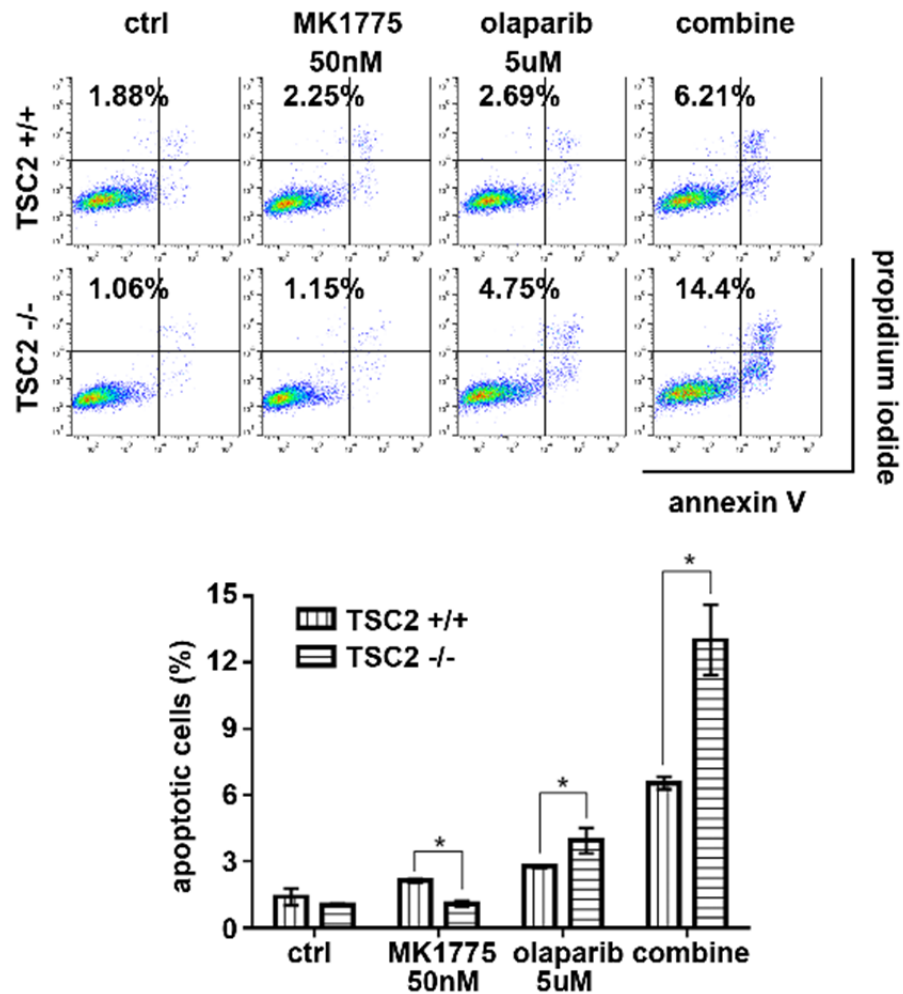 ctrl MK1775 olaparib combine
50nM 5uM
TSC2 +/+
1.88% 2.25% 2.69% 6.21%
TSC2 -/-
1.06% 1.15% 4.75% 14.4%
propidium iodide
annexin V
apoptotic cells (%)
15
12
9
6
3
0
TSC2 +/+
TSC2 -/-
* * *
ctrl MK1775 olaparib combine
50nM 5uM